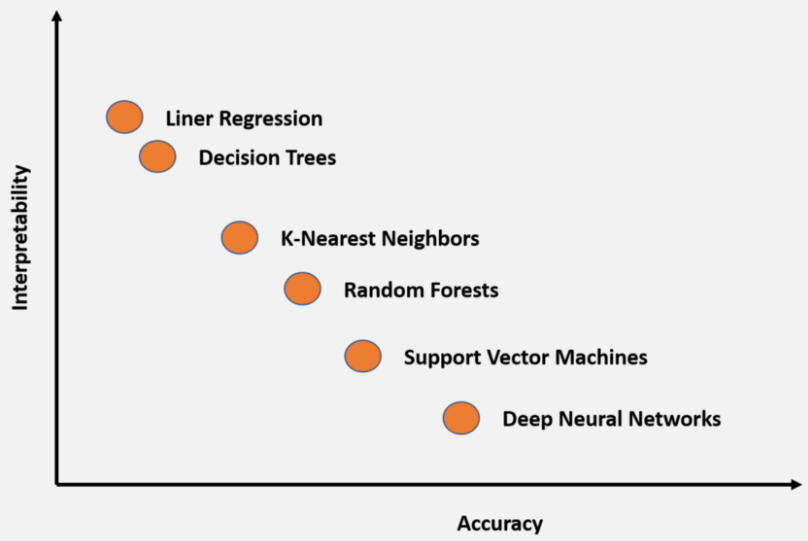 Liner Regression
Decision Trees
Interpretability
K-Nearest Neighbors
Random Forests
Support Vector Machines
Deep Neural Networks
Accuracy